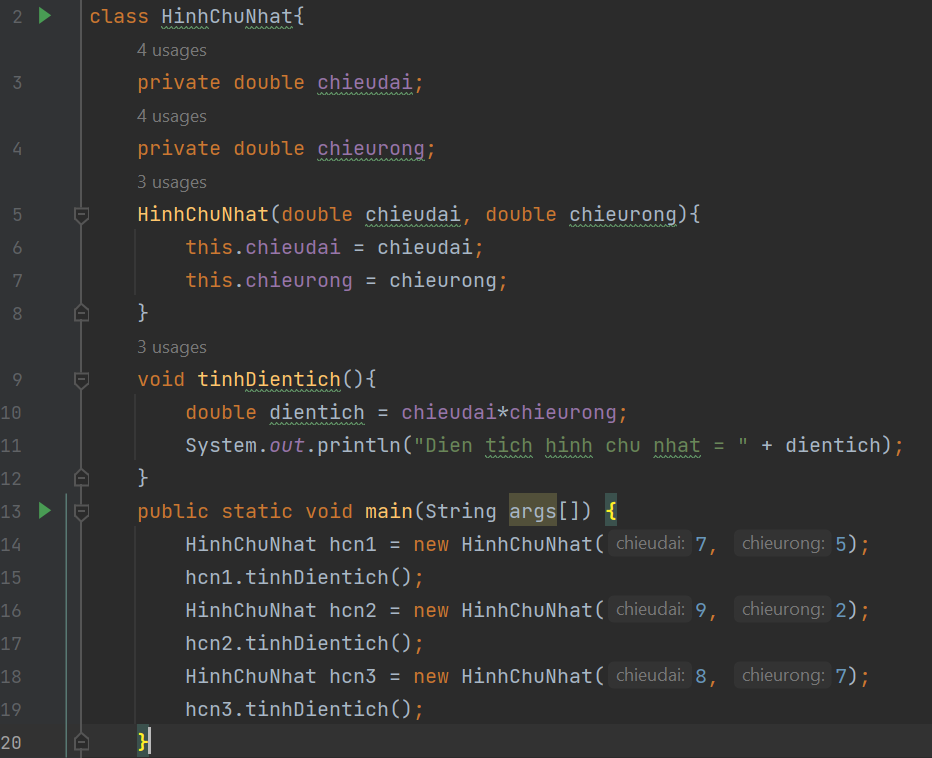 2 class HinhChuNhat{
4 usages
3 private double chieudai;
4 usages
4 private double chieurong;
3 usages
5 HinhChuNhat(double chieudai, double chieurong){
6 this.chieudai = chieudai;
7 this.chieurong = chieurong;
8 }
3 usages
9 void tinhDientich(){
10 double dientich = chieudai*chieurong;
11 System.out.println("Dien tich hinh chu nhat = " + dientich);
12 }
13 public static void main(String args[]) {
14 HinhChuNhat hcn1 = new HinhChuNhat( chieudai: 7, chieurong: 5);
15 hcn1.tinhDientich();
16 HinhChuNhat hcn2 = new HinhChuNhat( chieudai: 9, chieurong: 2);
17 hcn2.tinhDientich();
18 HinhChuNhat hcn3 = new HinhChuNhat( chieudai: 8, chieurong: 7);
19 hcn3.tinhDientich();
20 }